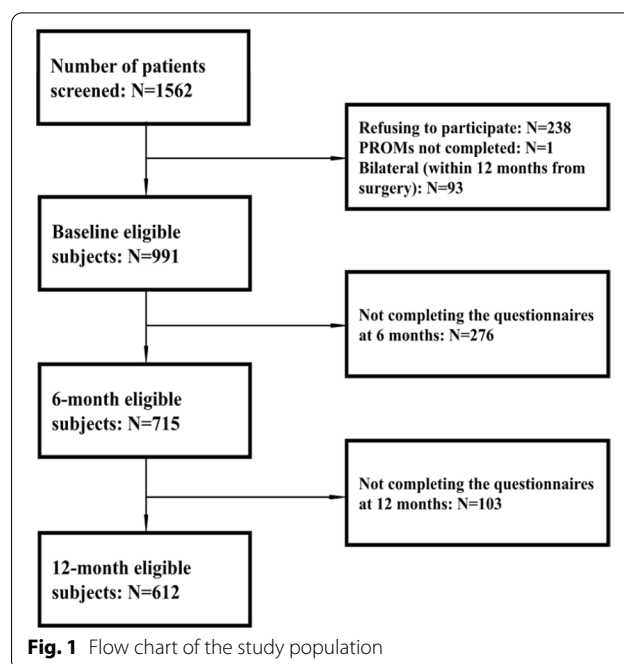 Number of patients
screened: N=1562
Refusing to participate: N=238
PROMs not completed: N=1
Bilateral (within 12 months from
surgery): N=93
Baseline eligible
subjects: N=991
Not completing the questionnaires
at 6 months: N=276
6-month eligible
subjects: N=715
Not completing the questionnaires
at 12 months: N=103
12-month eligible
subjects: N=612
Fig. 1 Flow chart of the study population